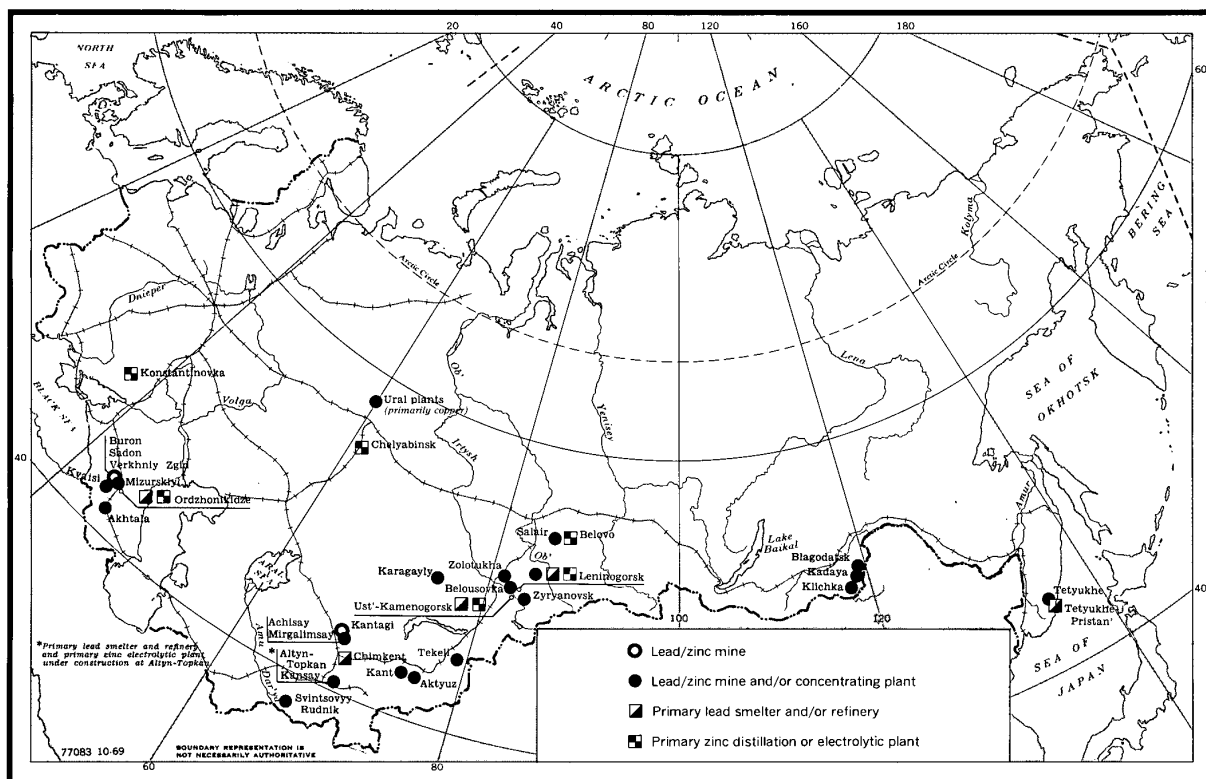 20
40
60
80
100
120
140
160
180
NORTH
SEA
ARCTIC OCEAN
60
BERING
SEA
Kolyma
Arctic Circle
Arctic Circle
Dnieper
Lena
Ob'
Yenisey
SEA OF
OKHOTSK
Konstantinovka
Volga
Ural plants
(primarily copper)
BLACK SEA
Chelyabinsk
Irtysh
40
Buron
Sadon
Verkhniy Zgid
Kvaisi
Mizurskiy
Ordzhonikidze
Akhtala
Amur
Salair
Belovo
Lake
Baikal
Blagodatsk
Kadaya
Klichka
Ob'
Zolotukha
Karagayly
Leninogorsk
Belousovka
Zyryanovsk
Ust'-Kamenogorsk
ARAL
SEA
Tetyukhe
Tetyukhe
Pristan'
40
Achisay
Mirgalimsay
Kantagi
Amu
Dar'ya
*Primary lead smelter and refinery
and primary zinc electrolytic plant
under construction at Altyn-Topkan.
*
Altyn-
Topkan
Kansay
Chimkent
Tekeli
Kant
Aktyuz
Svintsovyy
Rudnik
100
120
SEA OF
JAPAN
Lead/zinc mine
Lead/zinc mine and/or concentrating plant
Primary lead smelter and/or refinery
Primary zinc distillation or electrolytic plant
77083 10-69
BOUNDARY REPRESENTATION IS
NOT NECESSARILY AUTHORITATIVE
60
80